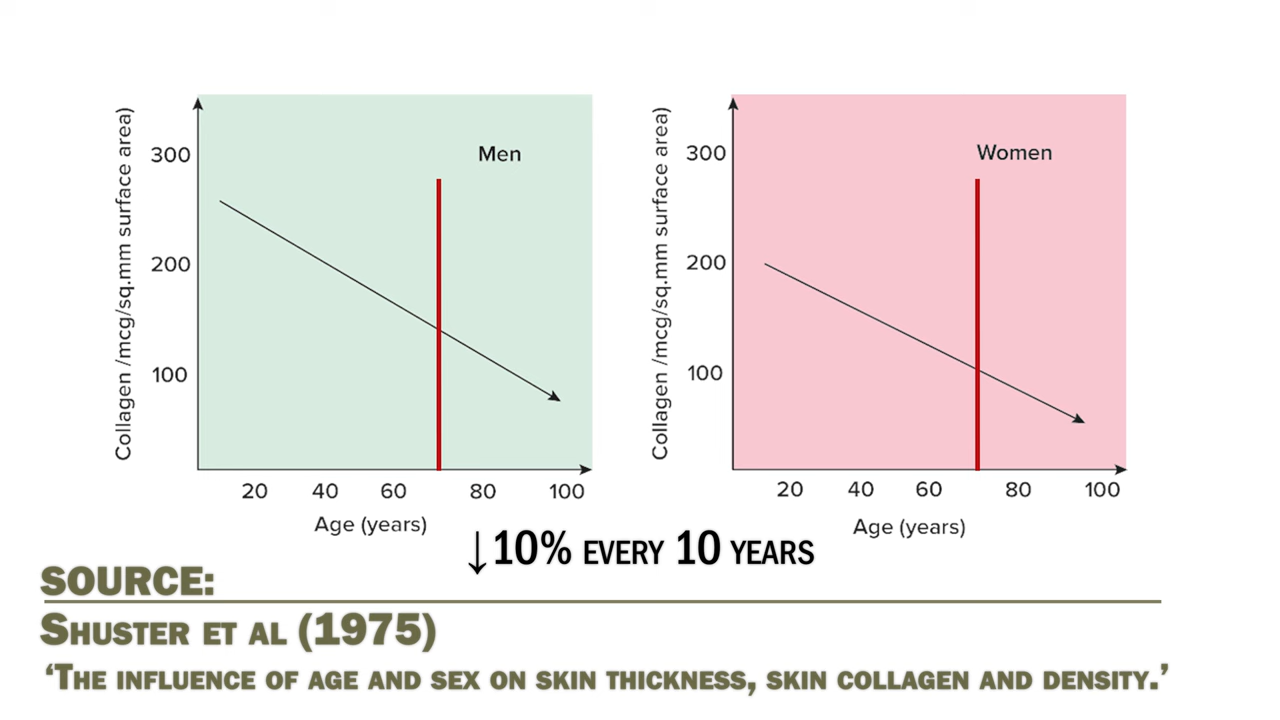 Men
Collagen /mcg/sq.mm surface area)
300
200
100
20 40 60 80 100
Age (years)
Women
Collagen /mcg/sq.mm surface area)
300
200
100
20 40 60 80 100
Age (years)
↓10% EVERY 10 YEARS
SOURCE:
SHUSTER ET AL (1975)
‘THE INFLUENCE OF AGE AND SEX ON SKIN THICKNESS, SKIN COLLAGEN AND DENSITY.’